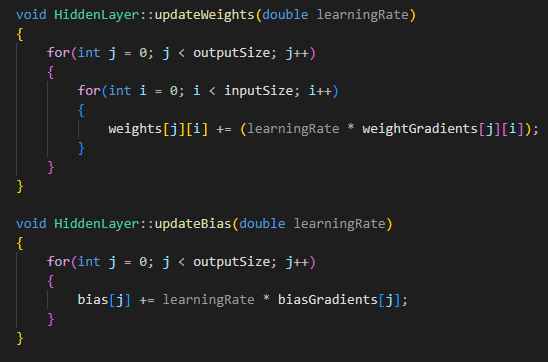 void HiddenLayer::updateWeights(double learningRate)
{
    for(int j = 0; j < outputSize; j++)
    {
        for(int i = 0; i < inputSize; i++)
        {
            weights[j][i] += (learningRate * weightGradients[j][i]);
        }
    }
}

void HiddenLayer::updateBias(double learningRate)
{
    for(int j = 0; j < outputSize; j++)
    {
        bias[j] += learningRate * biasGradients[j];
    }
}